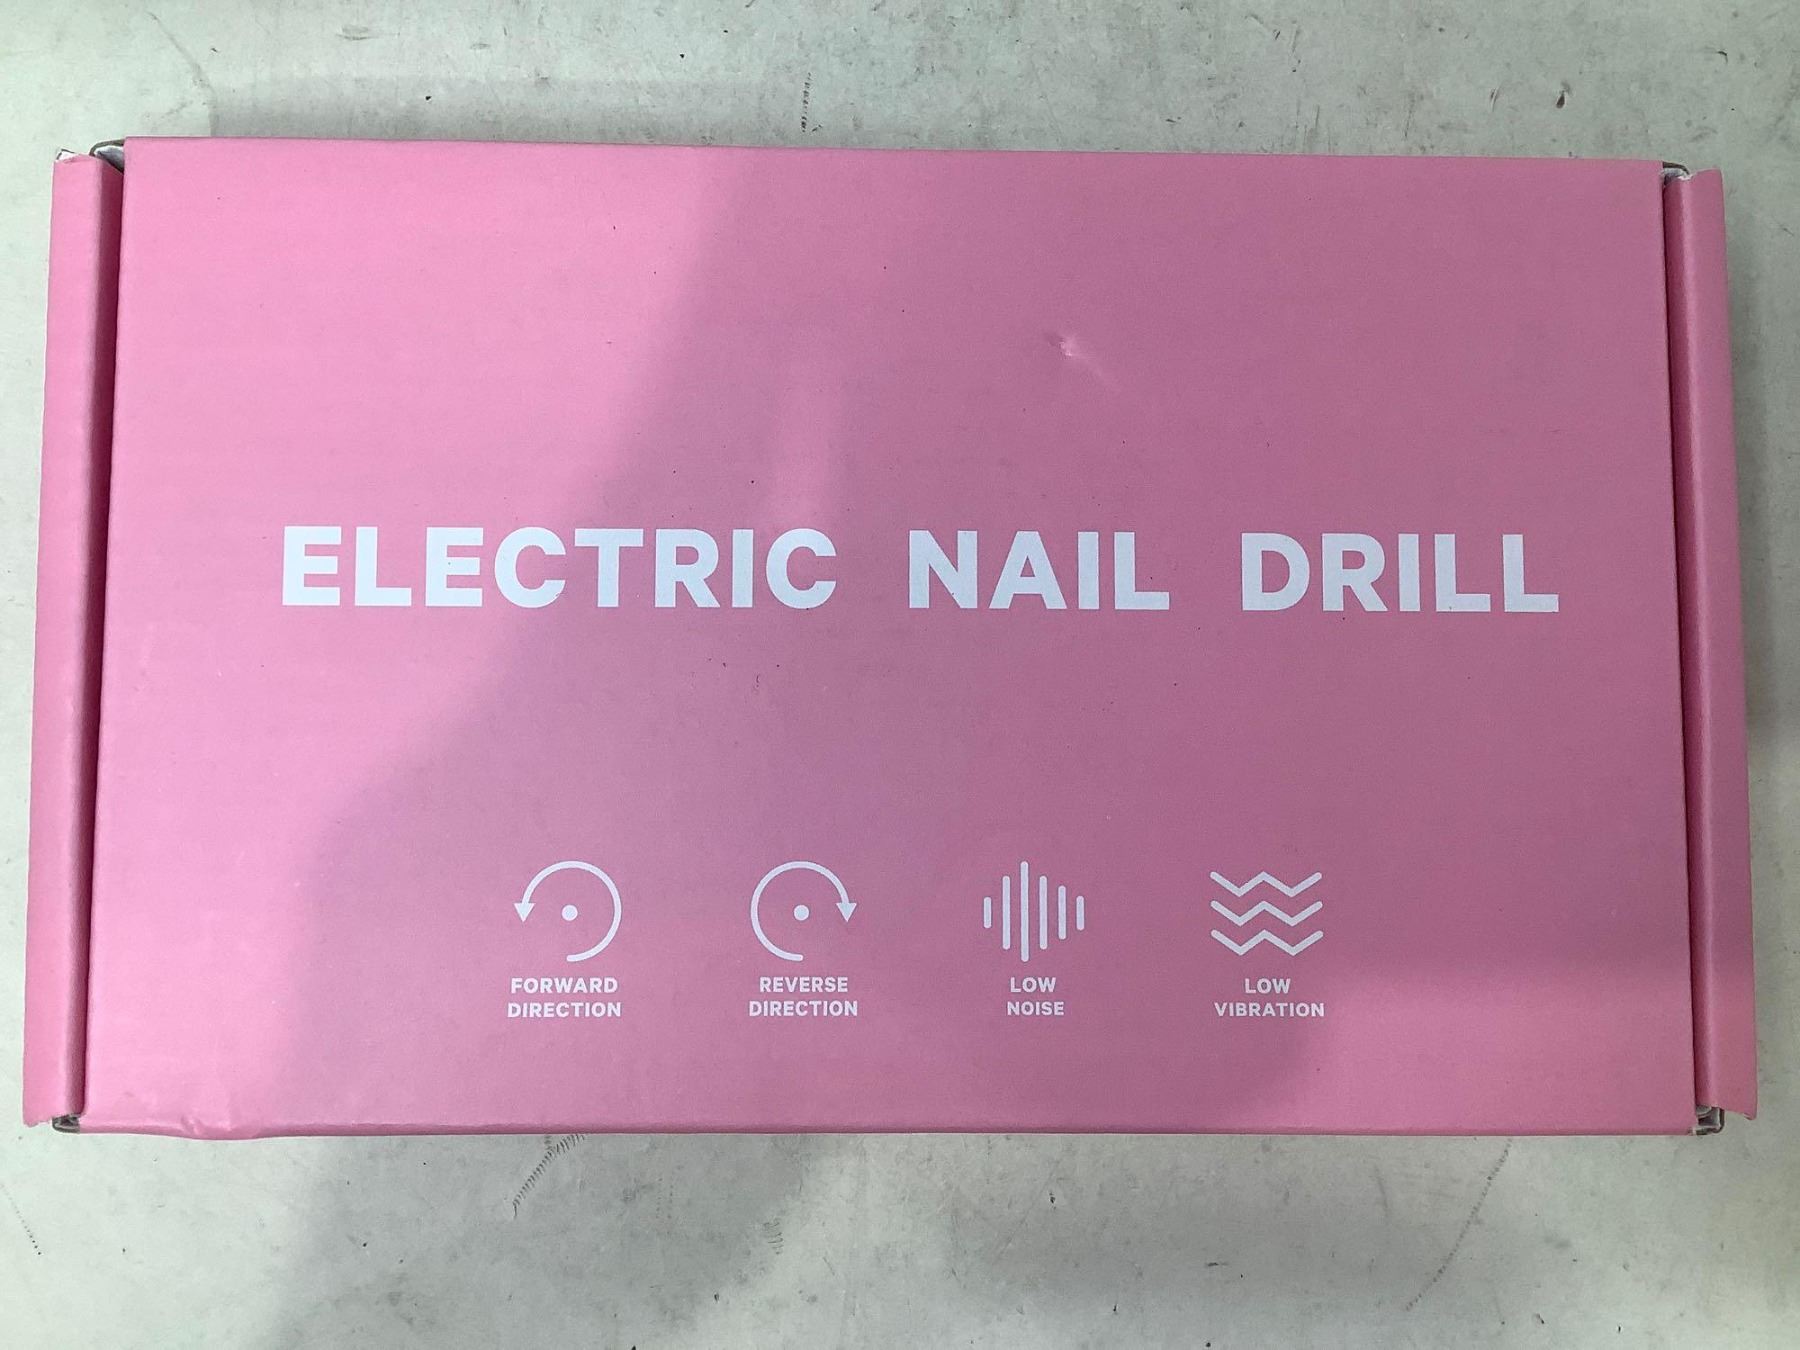 ELECTRIC NAIL DRILL
FORWARD
DIRECTION
REVERSE
DIRECTION
LOW
NOISE
LOW
VIBRATION